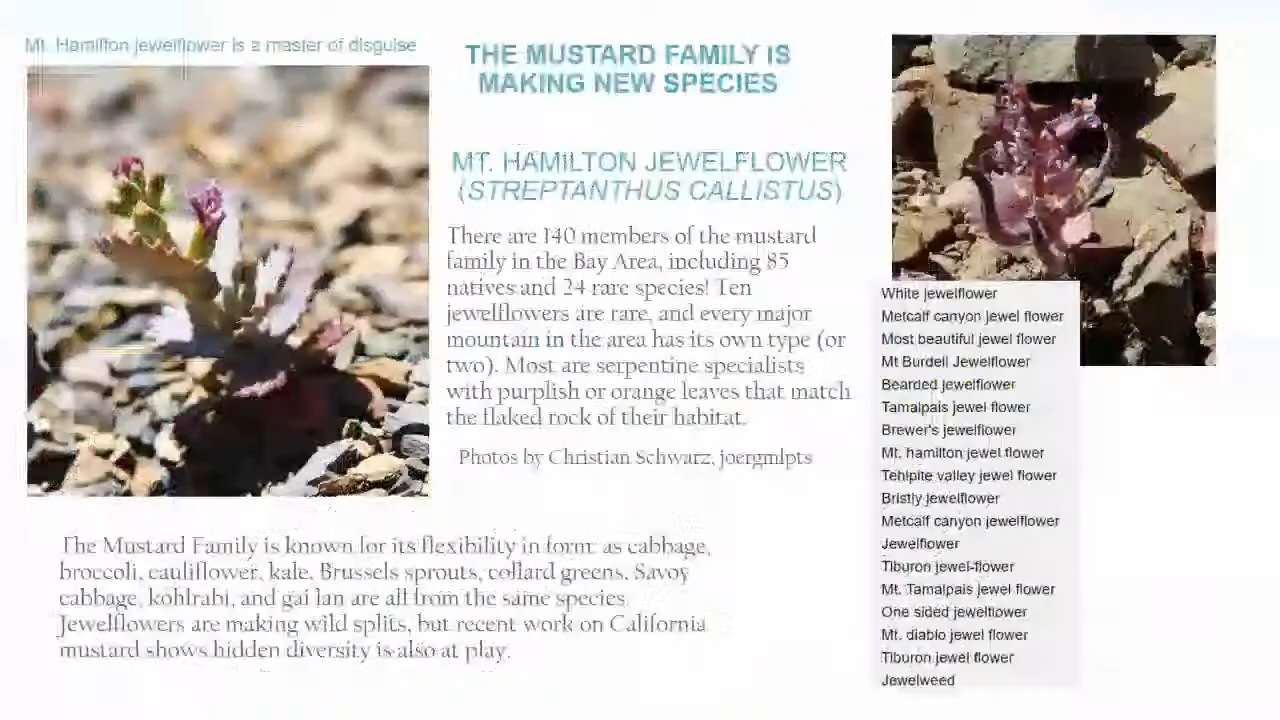 Mt. Hamilton jewelflower is a master of disguise
THE MUSTARD FAMILY IS
MAKING NEW SPECIES
MT. HAMILTON JEWELFLOWER
(STREPTANTHUS CALLISTUS)
There are 140 members of the mustard
family in the Bay Area, including 85
natives and 24 rare species! Ten
jewelflowers are rare, and every major
mountain in the area has its own type (or
two). Most are serpentine specialists
with purplish or orange leaves that match
the flaked rock of their habitat.
Photos by Christian Schwarz, joergmlpts
The Mustard Family is known for its flexibility in form: as cabbage,
broccoli, cauliflower, kale, Brussels sprouts, collard greens, Savoy
cabbage, kohlrabi, and gai lan are all from the same species.
Jewelflowers are making wild splits, but recent work on California
mustard shows hidden diversity is also at play.
White jewelflower
Metcalf canyon jewel flower
Most beautiful jewel flower
Mt Burdell Jewelflower
Bearded jewelflower
Tamalpais jewel flower
Brewer's jewelflower
Mt. hamilton jewel flower
Tehipite valley jewel flower
Bristly jewelflower
Metcalf canyon jewelflower
Jewelflower
Tiburon jewel-flower
Mt. Tamalpais jewel flower
One sided jewelflower
Mt. diablo jewel flower
Tiburon jewel flower
Jewelweed